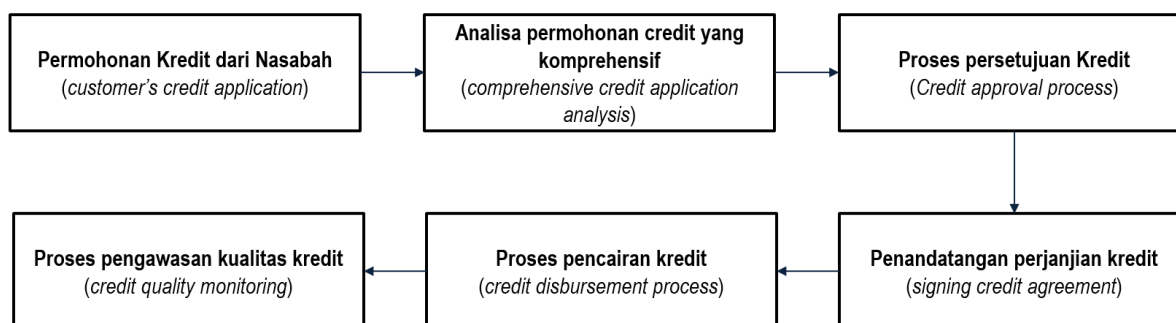 Permohonan Kredit dari Nasabah
(customer's credit application)
Analisa permohonan credit yang
komprehensif
(comprehensive credit application
analysis)
Proses persetujuan Kredit
(Credit approval process)
Penandatangan perjanjian kredit
(signing credit agreement)
Proses pencairan kredit
(credit disbursement process)
Proses pengawasan kualitas kredit
(credit quality monitoring)